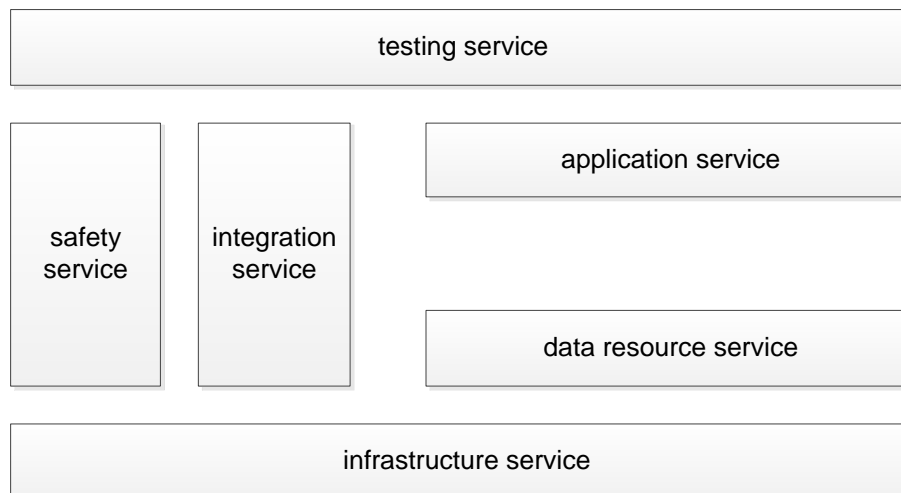 testing service
safety
service
integration
service
application service
data resource service
infrastructure service